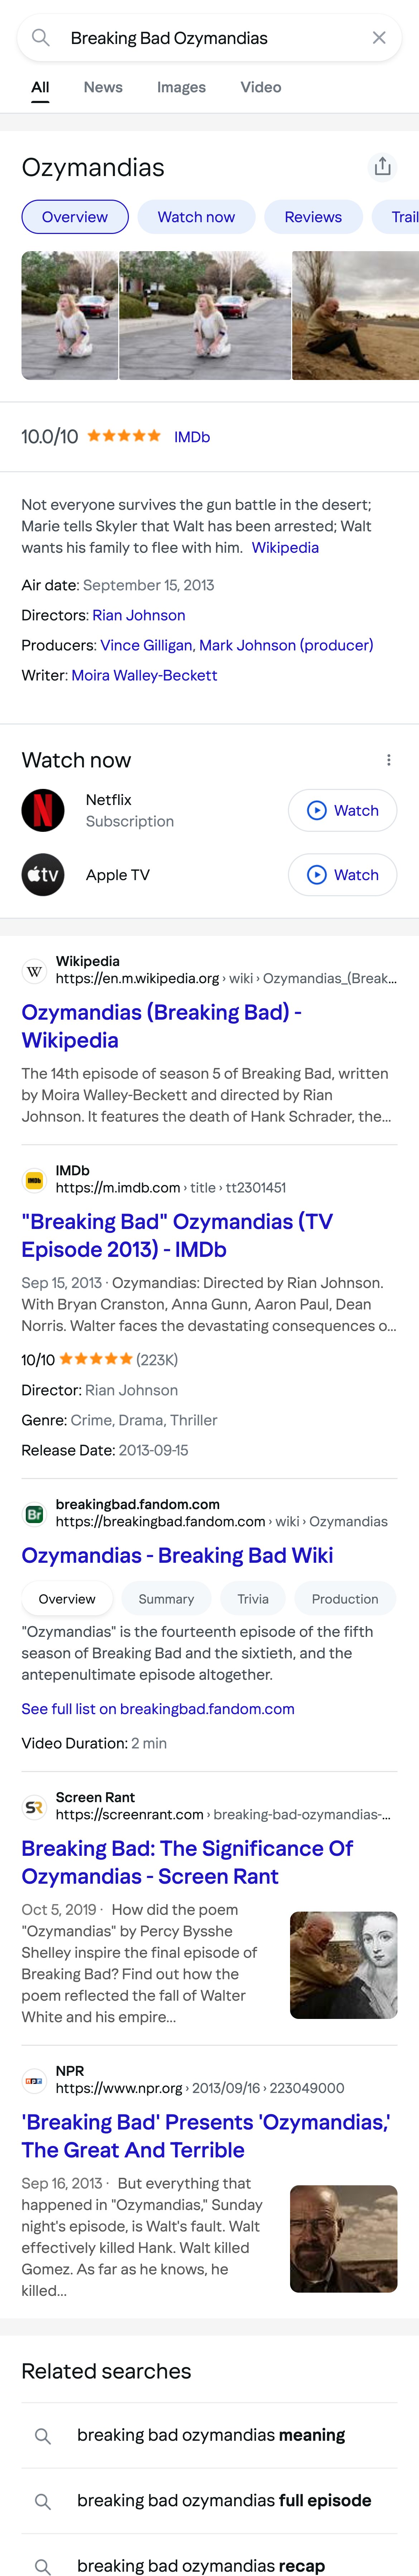 Breaking Bad Ozymandias
All News Images Video
Ozymandias
Overview Watch now Reviews Trail
10.0/10 IMDb
Not everyone survives the gun battle in the desert;
Marie tells Skyler that Walt has been arrested; Walt
wants his family to flee with him. Wikipedia
Air date: September 15, 2013
Directors: Rian Johnson
Producers: Vince Gilligan, Mark Johnson (producer)
Writer: Moira Walley-Beckett
Watch now
N
Netflix
Subscription
Watch
tv
Apple TV
Watch
W
Wikipedia
https://en.m.wikipedia.org › wiki › Ozymandias_(Break...
Ozymandias (Breaking Bad) -
Wikipedia
The 14th episode of season 5 of Breaking Bad, written
by Moira Walley-Beckett and directed by Rian
Johnson. It features the death of Hank Schrader, the...
IMDb
IMDb
https://m.imdb.com › title › tt2301451
"Breaking Bad" Ozymandias (TV
Episode 2013) - IMDb
Sep 15, 2013 · Ozymandias: Directed by Rian Johnson.
With Bryan Cranston, Anna Gunn, Aaron Paul, Dean
Norris. Walter faces the devastating consequences o...
10/10 (223K)
Director: Rian Johnson
Genre: Crime, Drama, Thriller
Release Date: 2013-09-15
Br
breakingbad.fandom.com
https://breakingbad.fandom.com › wiki › Ozymandias
Ozymandias - Breaking Bad Wiki
Overview Summary Trivia Production
"Ozymandias" is the fourteenth episode of the fifth
season of Breaking Bad and the sixtieth, and the
antepenultimate episode altogether.
See full list on breakingbad.fandom.com
Video Duration: 2 min
SR
Screen Rant
https://screenrant.com › breaking-bad-ozymandias-...
Breaking Bad: The Significance Of
Ozymandias - Screen Rant
Oct 5, 2019 · How did the poem
"Ozymandias" by Percy Bysshe
Shelley inspire the final episode of
Breaking Bad? Find out how the
poem reflected the fall of Walter
White and his empire...
npr
NPR
https://www.npr.org › 2013/09/16 › 223049000
'Breaking Bad' Presents 'Ozymandias,'
The Great And Terrible
Sep 16, 2013 · But everything that
happened in "Ozymandias," Sunday
night's episode, is Walt's fault. Walt
effectively killed Hank. Walt killed
Gomez. As far as he knows, he
killed...
Related searches
breaking bad ozymandias meaning
breaking bad ozymandias full episode
breaking bad ozymandias recap